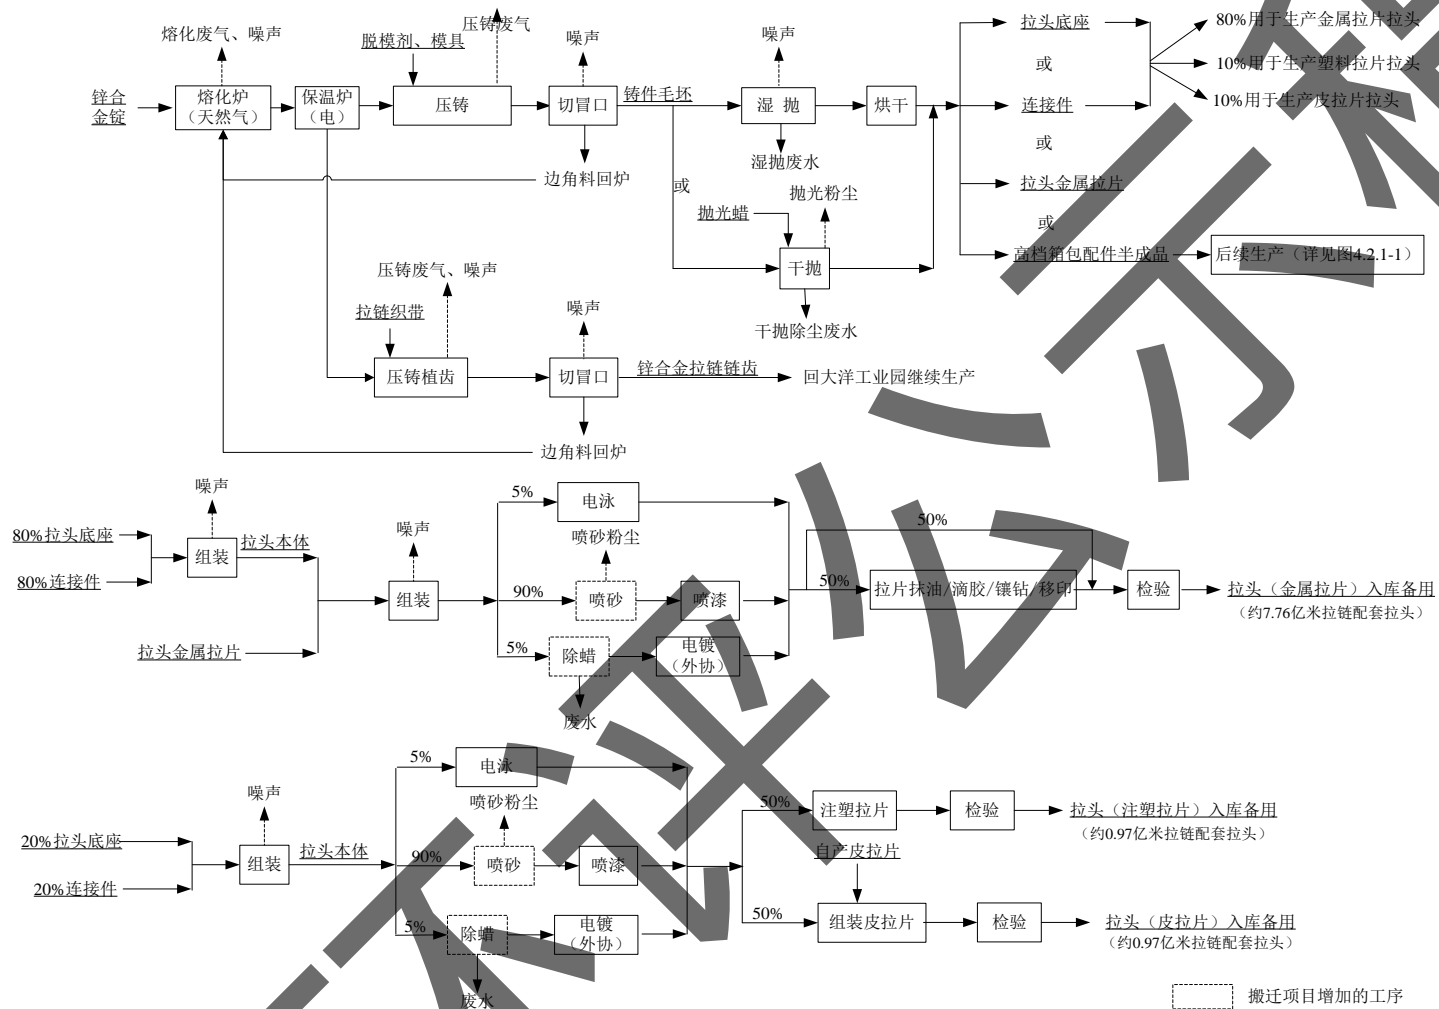 熔化废气、噪声
脱模剂、模具
压铸废气
噪声
噪声
锌合
金锭
熔化炉
（天然气）
保温炉
（电）
压铸
切冒口
铸件毛坯
湿 抛
烘干
湿抛废水
边角料回炉
或
抛光蜡
抛光粉尘
干抛
干抛除尘废水
拉头底座
或
连接件
或
拉头金属拉片
或
高档箱包配件半成品
80%用于生产金属拉片拉头
10%用于生产塑料拉片拉头
10%用于生产皮拉片拉头
后续生产（详见图4.2.1-1）
压铸废气、噪声
拉链织带
噪声
压铸植齿
切冒口
锌合金拉链链齿
回大洋工业园继续生产
边角料回炉
噪声
80%拉头底座
80%连接件
组装
拉头本体
拉头金属拉片
噪声
组装
5%
电泳
喷砂粉尘
90%
喷砂
喷漆
5%
除蜡
电镀
（外协）
废水
50%
50%
拉片抹油/滴胶/镶钻/移印
检验
拉头（金属拉片）入库备用
（约7.76亿米拉链配套拉头）
噪声
20%拉头底座
20%连接件
组装
拉头本体
5%
电泳
喷砂粉尘
90%
喷砂
喷漆
5%
除蜡
电镀
（外协）
废水
50%
注塑拉片
检验
拉头（注塑拉片）入库备用
（约0.97亿米拉链配套拉头）
自产皮拉片
50%
组装皮拉片
检验
拉头（皮拉片）入库备用
（约0.97亿米拉链配套拉头）
搬迁项目增加的工序